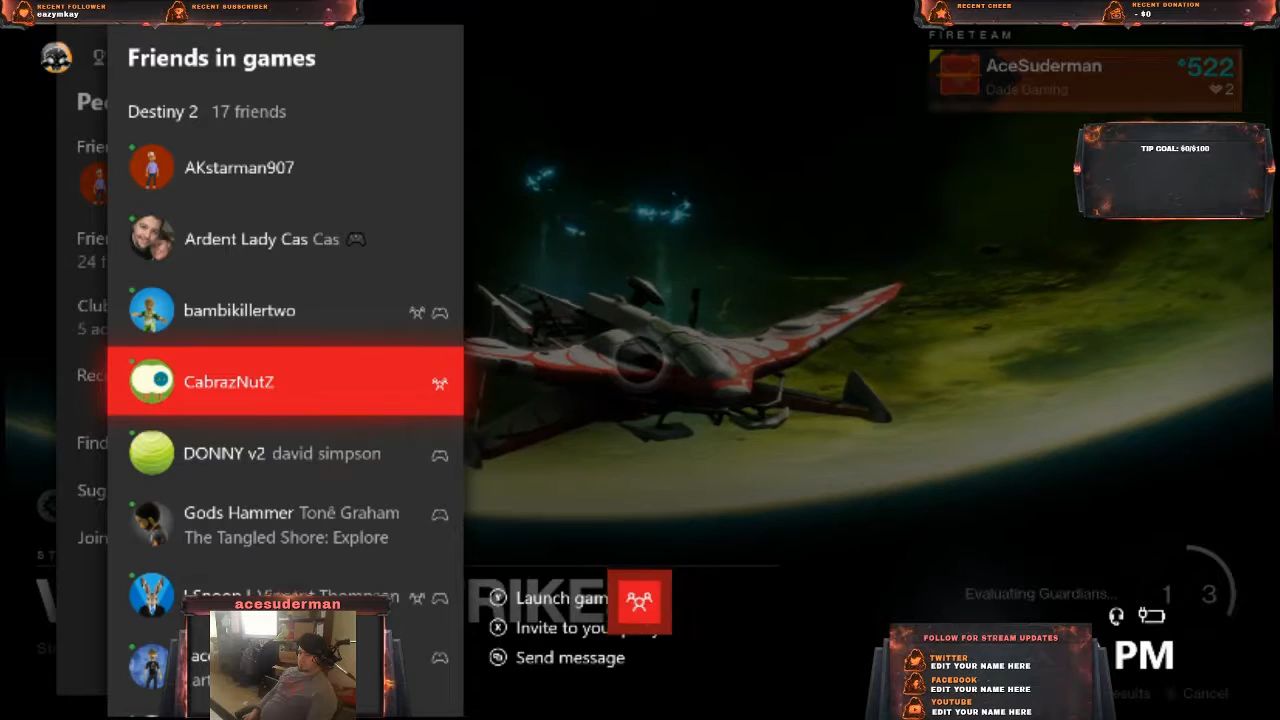 RECENT FOLLOWER
eazymkay
RECENT SUBSCRIBER
RECENT CHEER
RECENT DONATION
- $0
Friends in games
Destiny 2 17 friends
AKstarman907
Ardent Lady Cas Cas
bambikillertwo
CabrazNutZ
DONNY v2 david simpson
Gods Hammer Tonê Graham
The Tangled Shore: Explore
acesuderman
Launch gam
Invite to you
Send message
FIRETEAM
AceSuderman
522
Dads Gaming
2
TIP GOAL: $0/$100
Evaluating Guardians... 1 3
PM
FOLLOW FOR STREAM UPDATES
TWITTER
EDIT YOUR NAME HERE
FACEBOOK
EDIT YOUR NAME HERE
YOUTUBE
EDIT YOUR NAME HERE
Cancel